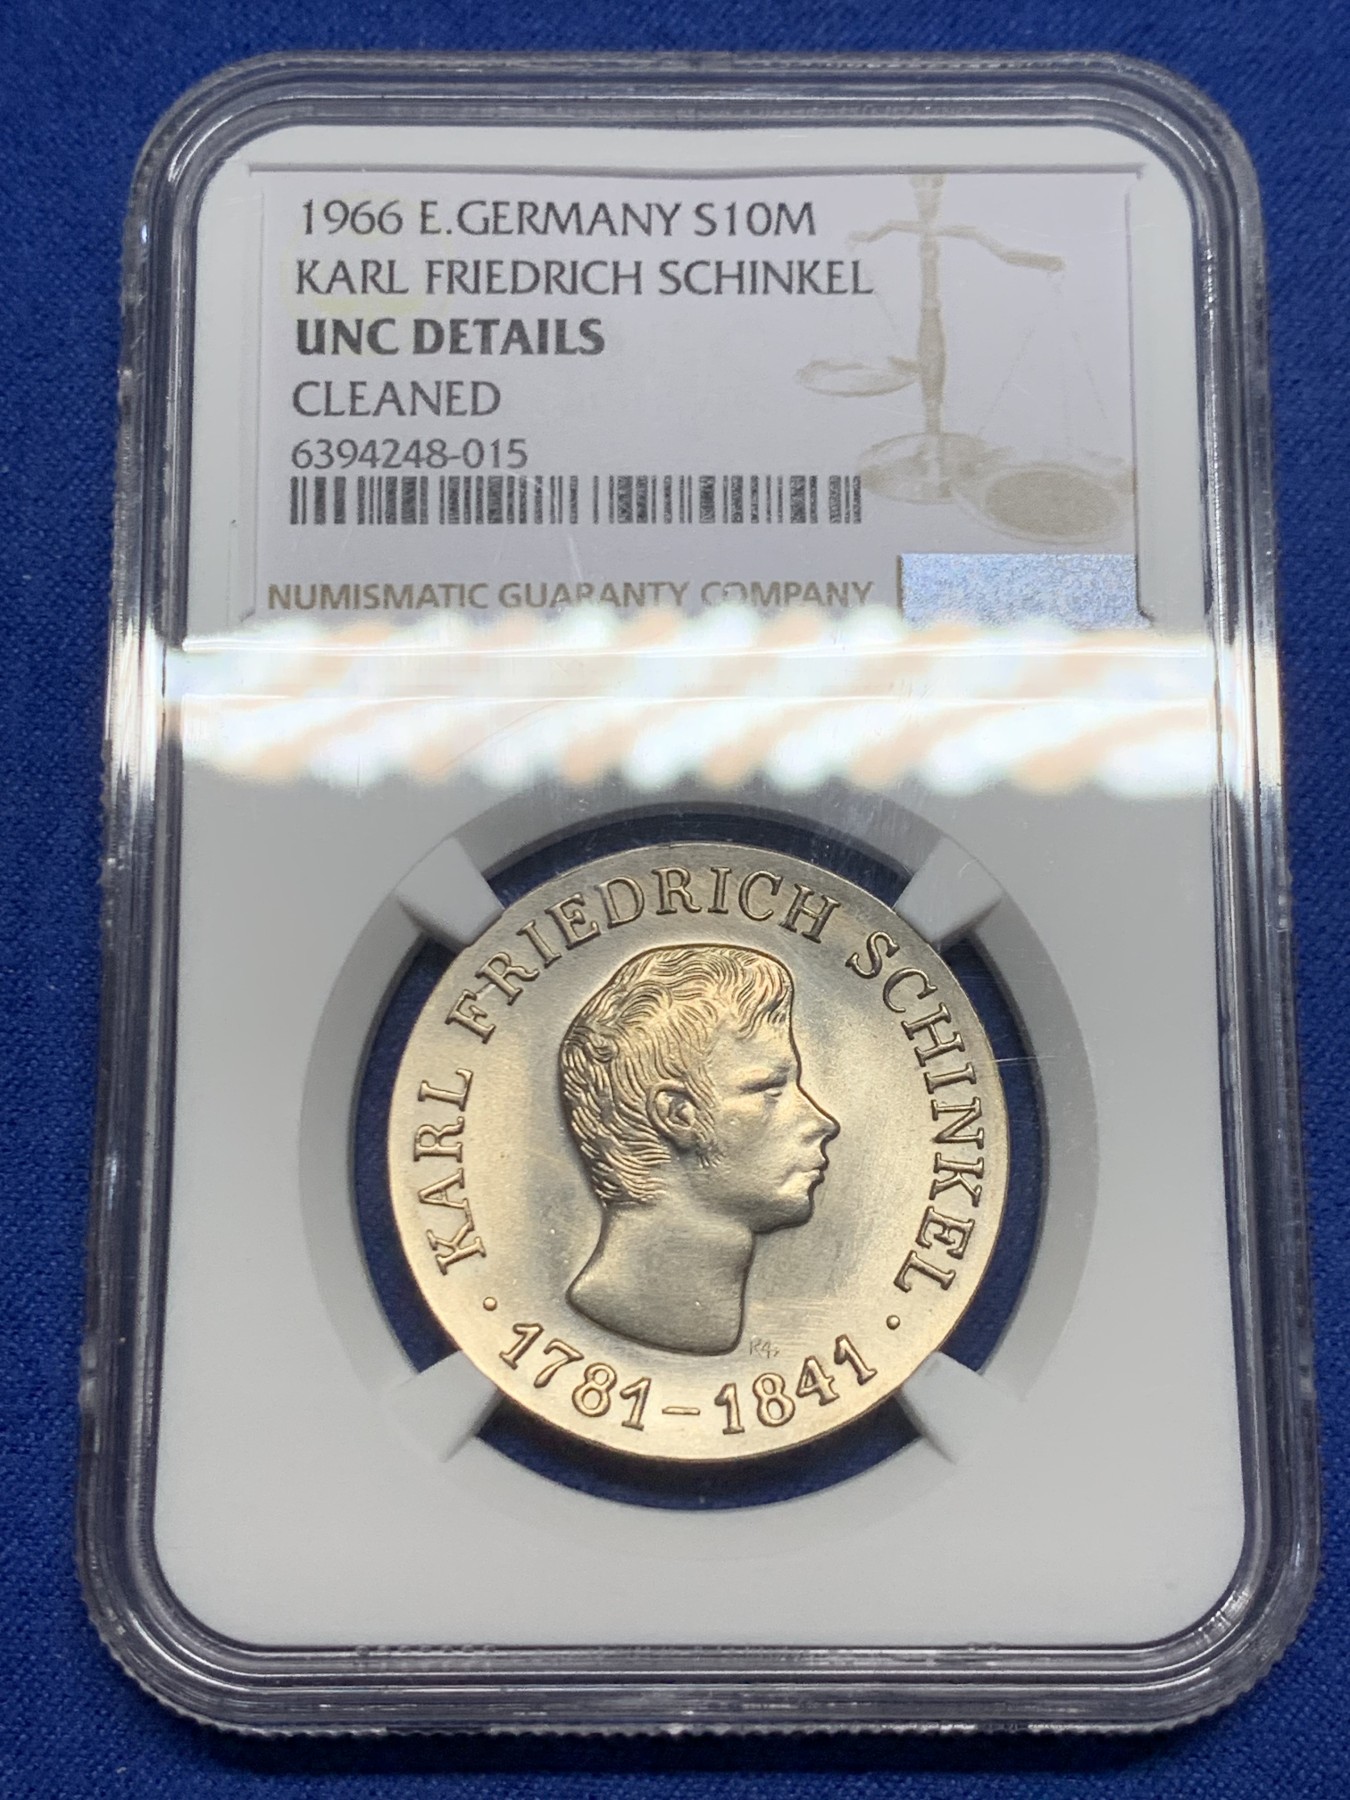 1966 E.GERMANY S10M
KARL FRIEDRICH SCHINKEL
UNC DETAILS
CLEANED
6394248-015
NUMISMATIC GUARANTY COMPANY
KARL FRIEDRICH SCHINKEL
· 1781–1841 ·